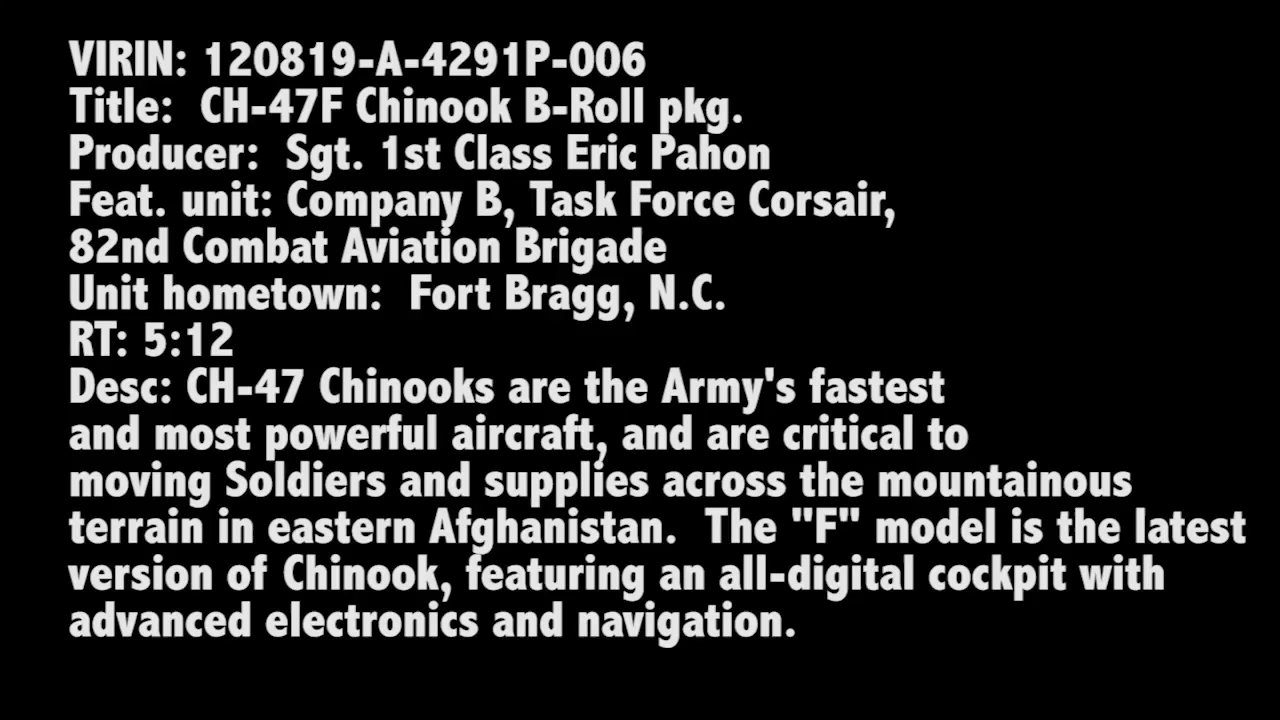 VIRIN: 120819-A-4291P-006
Title:  CH-47F Chinook B-Roll pkg.
Producer:  Sgt. 1st Class Eric Pahon
Feat. unit: Company B, Task Force Corsair,
82nd Combat Aviation Brigade
Unit hometown:  Fort Bragg, N.C.
RT: 5:12
Desc: CH-47 Chinooks are the Army's fastest
and most powerful aircraft, and are critical to
moving Soldiers and supplies across the mountainous
terrain in eastern Afghanistan.  The "F" model is the latest
version of Chinook, featuring an all-digital cockpit with
advanced electronics and navigation.